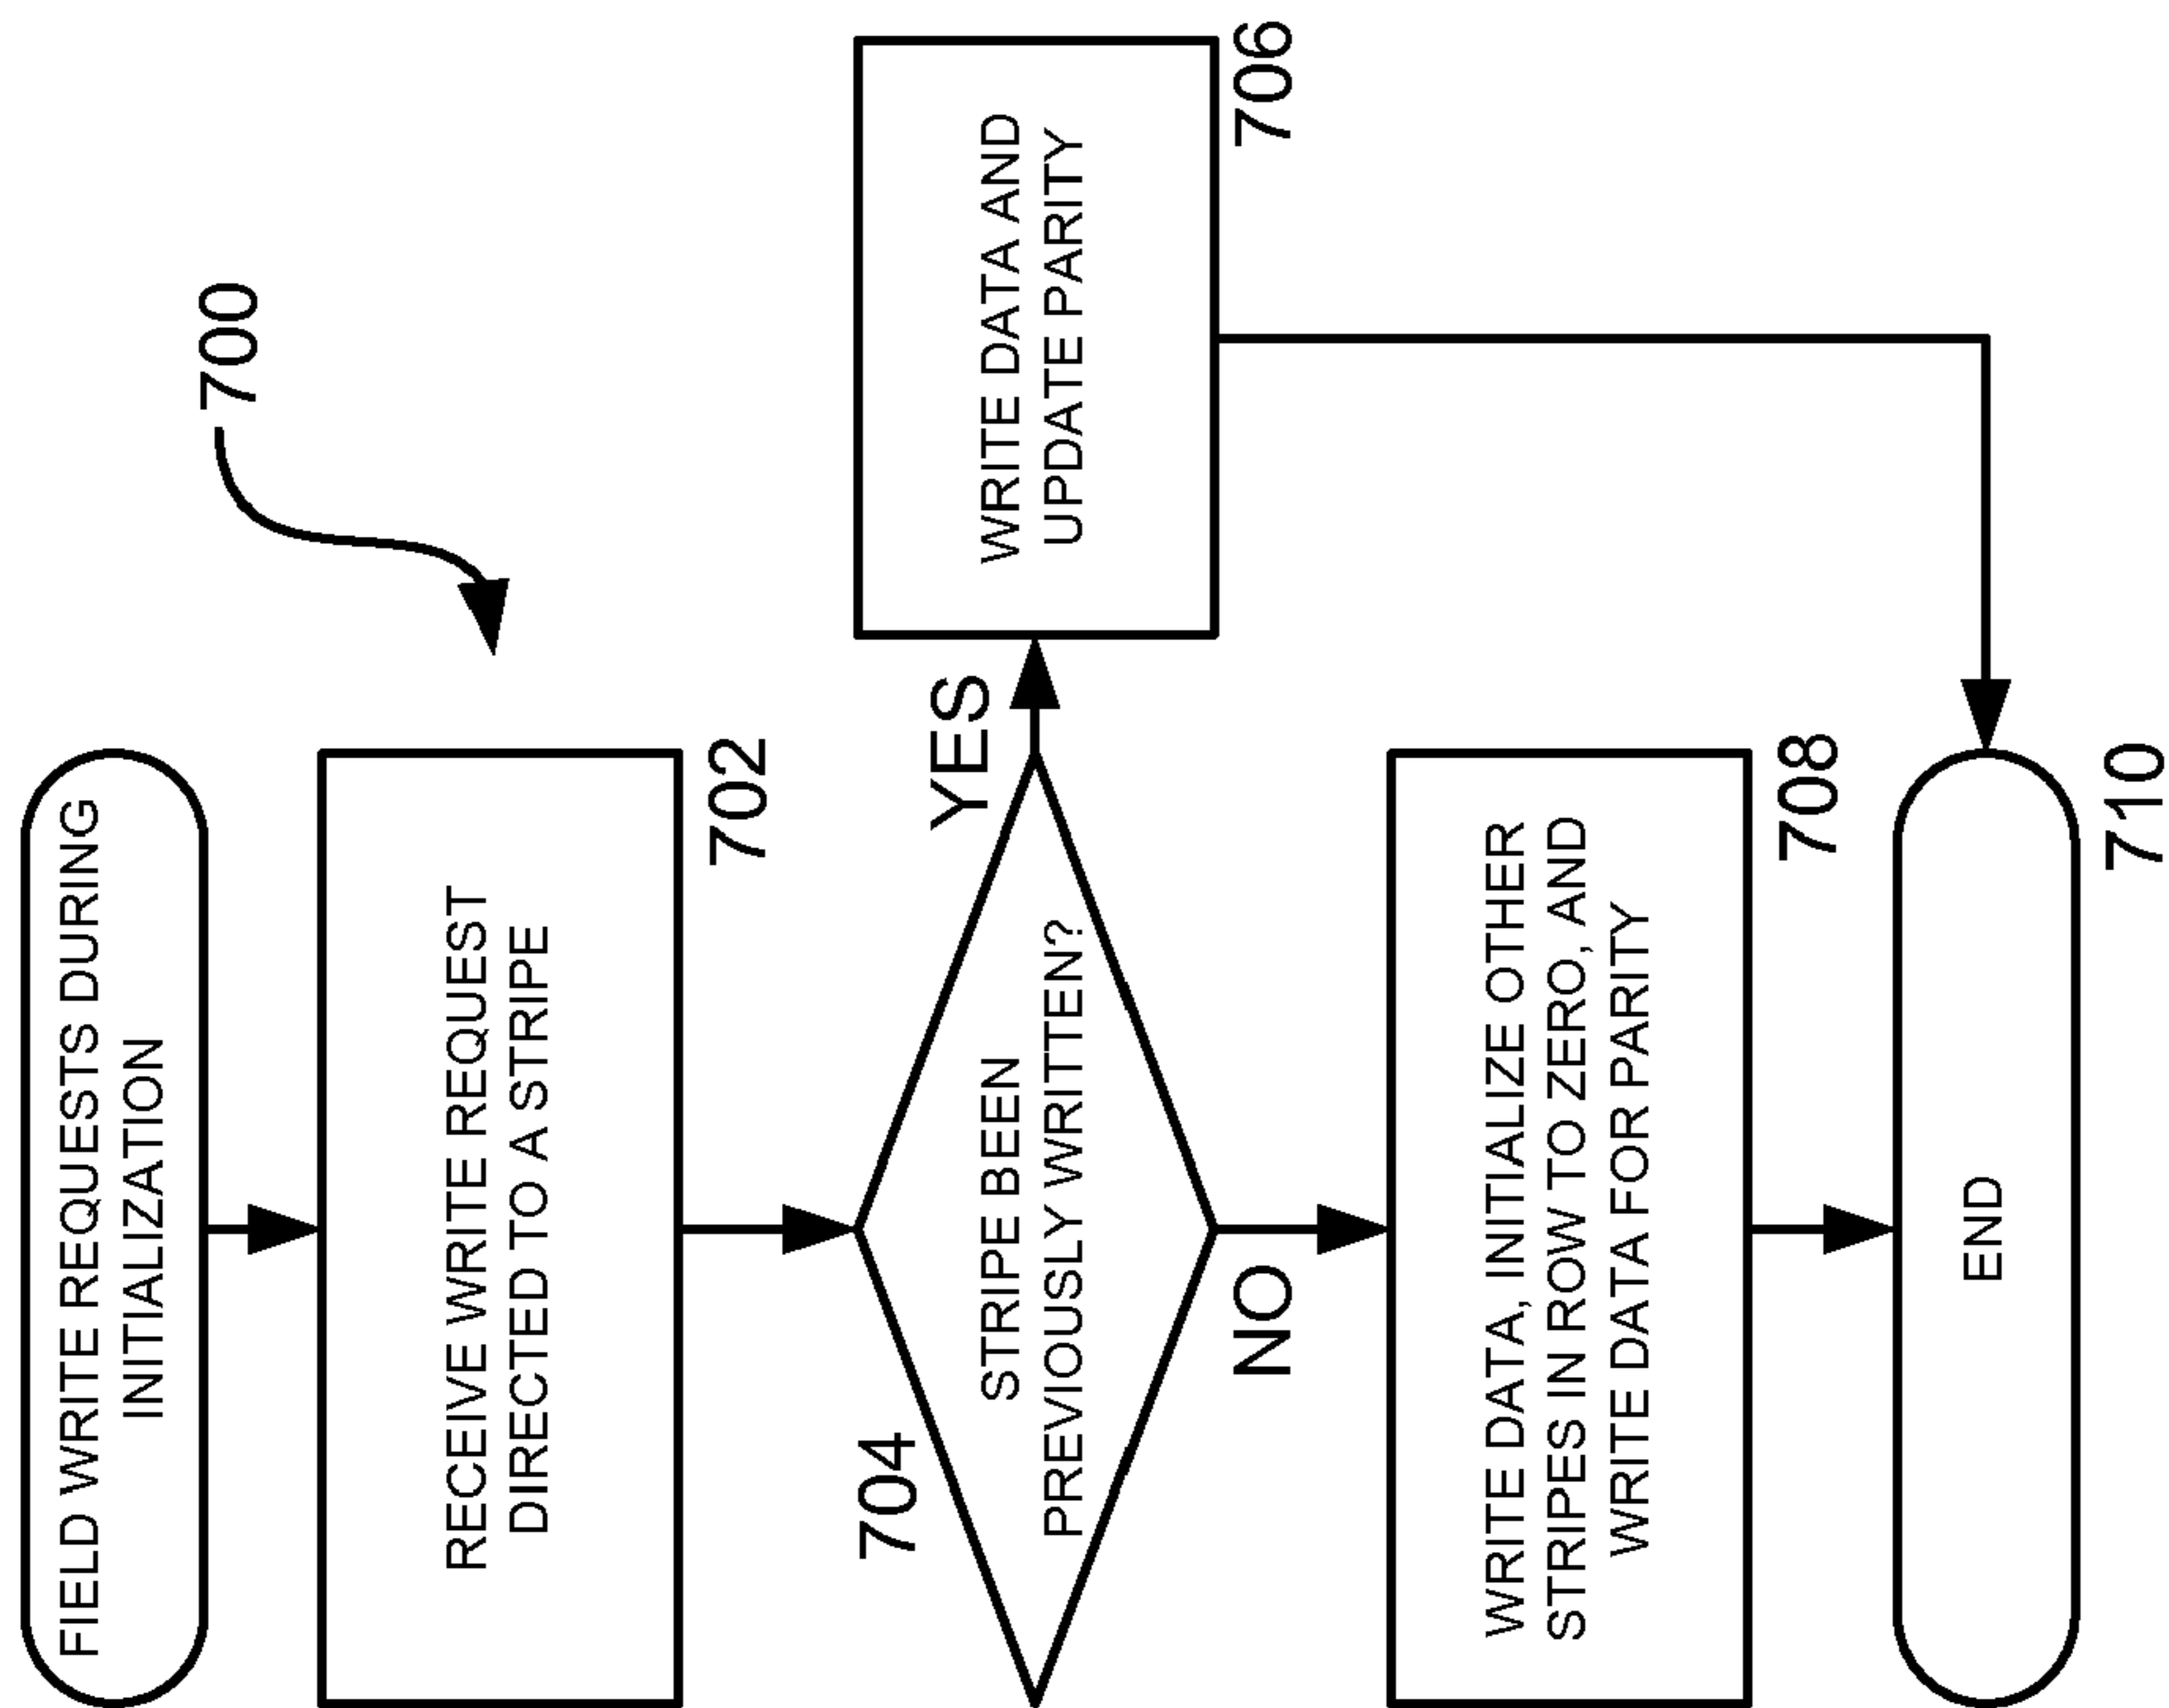 700
FIELD WRITE REQUESTS DURING
INITIALIZATION
RECEIVE WRITE REQUEST
DIRECTED TO A STRIPE
702
704
STRIPE BEEN
PREVIOUSLY WRITTEN?
YES
WRITE DATA AND
UPDATE PARITY
706
NO
WRITE DATA, INITIALIZE OTHER
STRIPES IN ROW TO ZERO, AND
WRITE DATA FOR PARITY
708
END
710